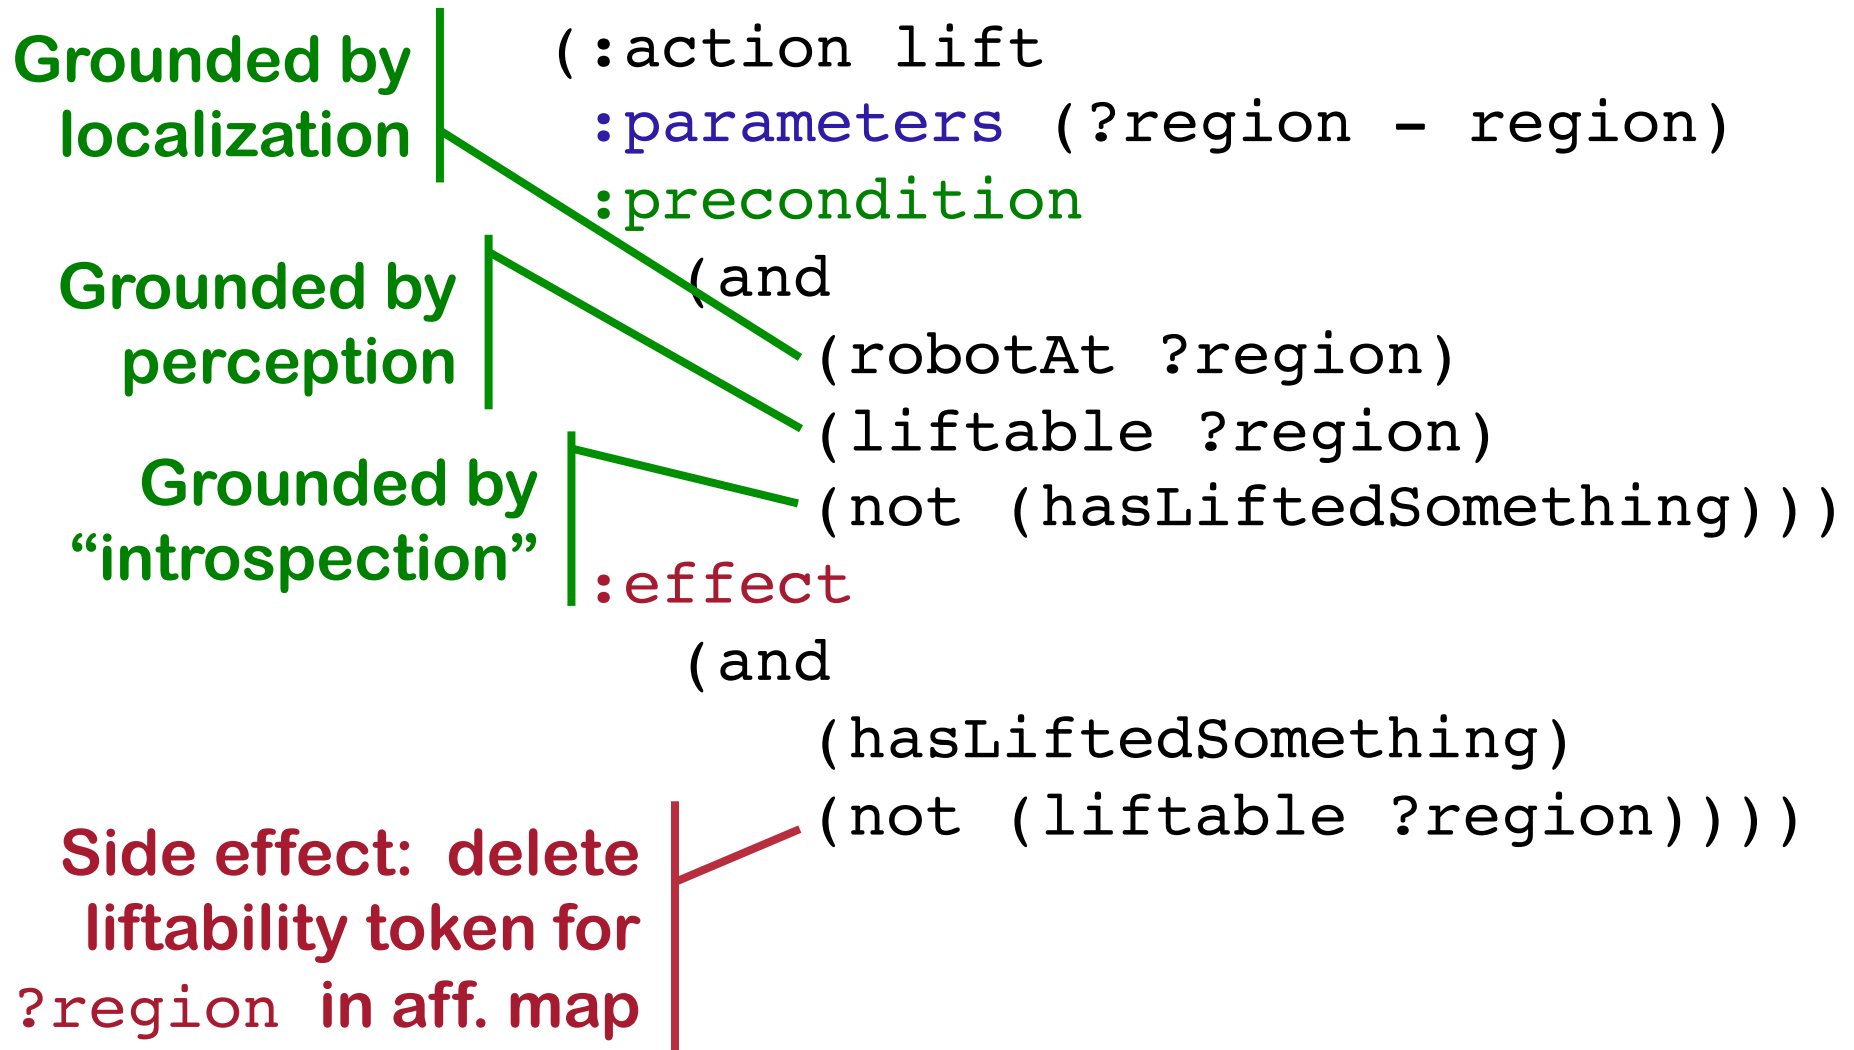 Grounded by
localization
Grounded by
perception
Grounded by
“introspection”
Side effect: delete
liftability token for
?region in aff. map
(:action lift
:parameters (?region - region)
:precondition
(and
(robotAt ?region)
(liftable ?region)
(not (hasLiftedSomething)))
:effect
(and
(hasLiftedSomething)
(not (liftable ?region))))